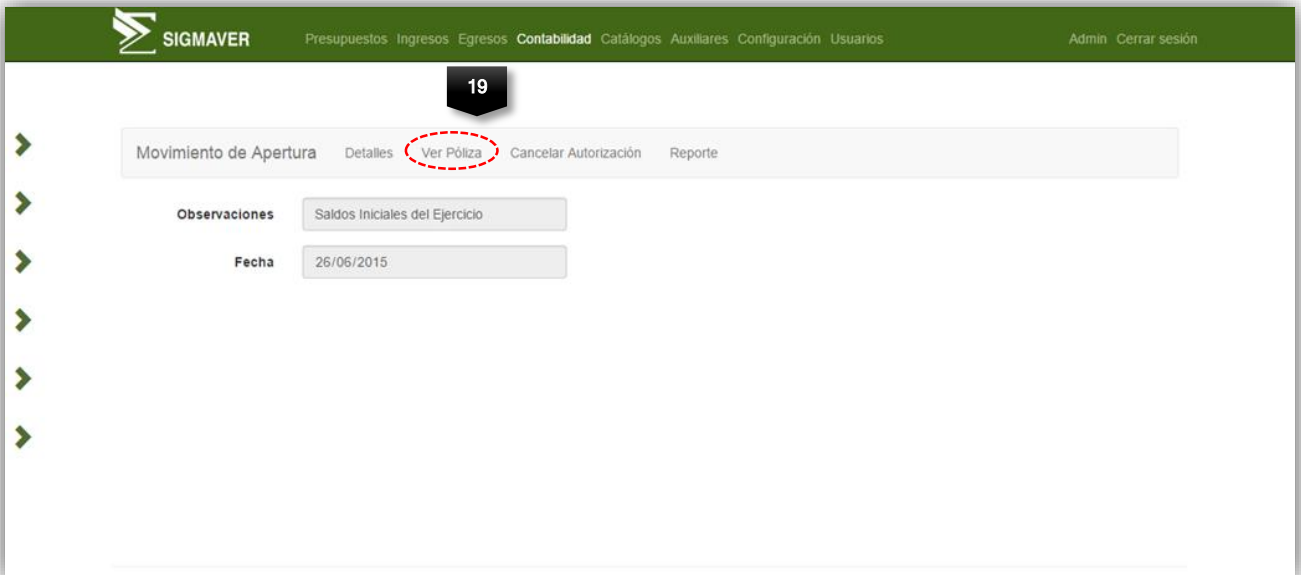 SIGMAVER Presupuestos Ingresos Egresos Contabilidad Catálogos Auxiliares Configuración Usuarios Admin Cerrar sesión
19
Movimiento de Apertura Detalles Ver Póliza Cancelar Autorización Reporte
Observaciones Saldos Iniciales del Ejercicio
Fecha 26/06/2015